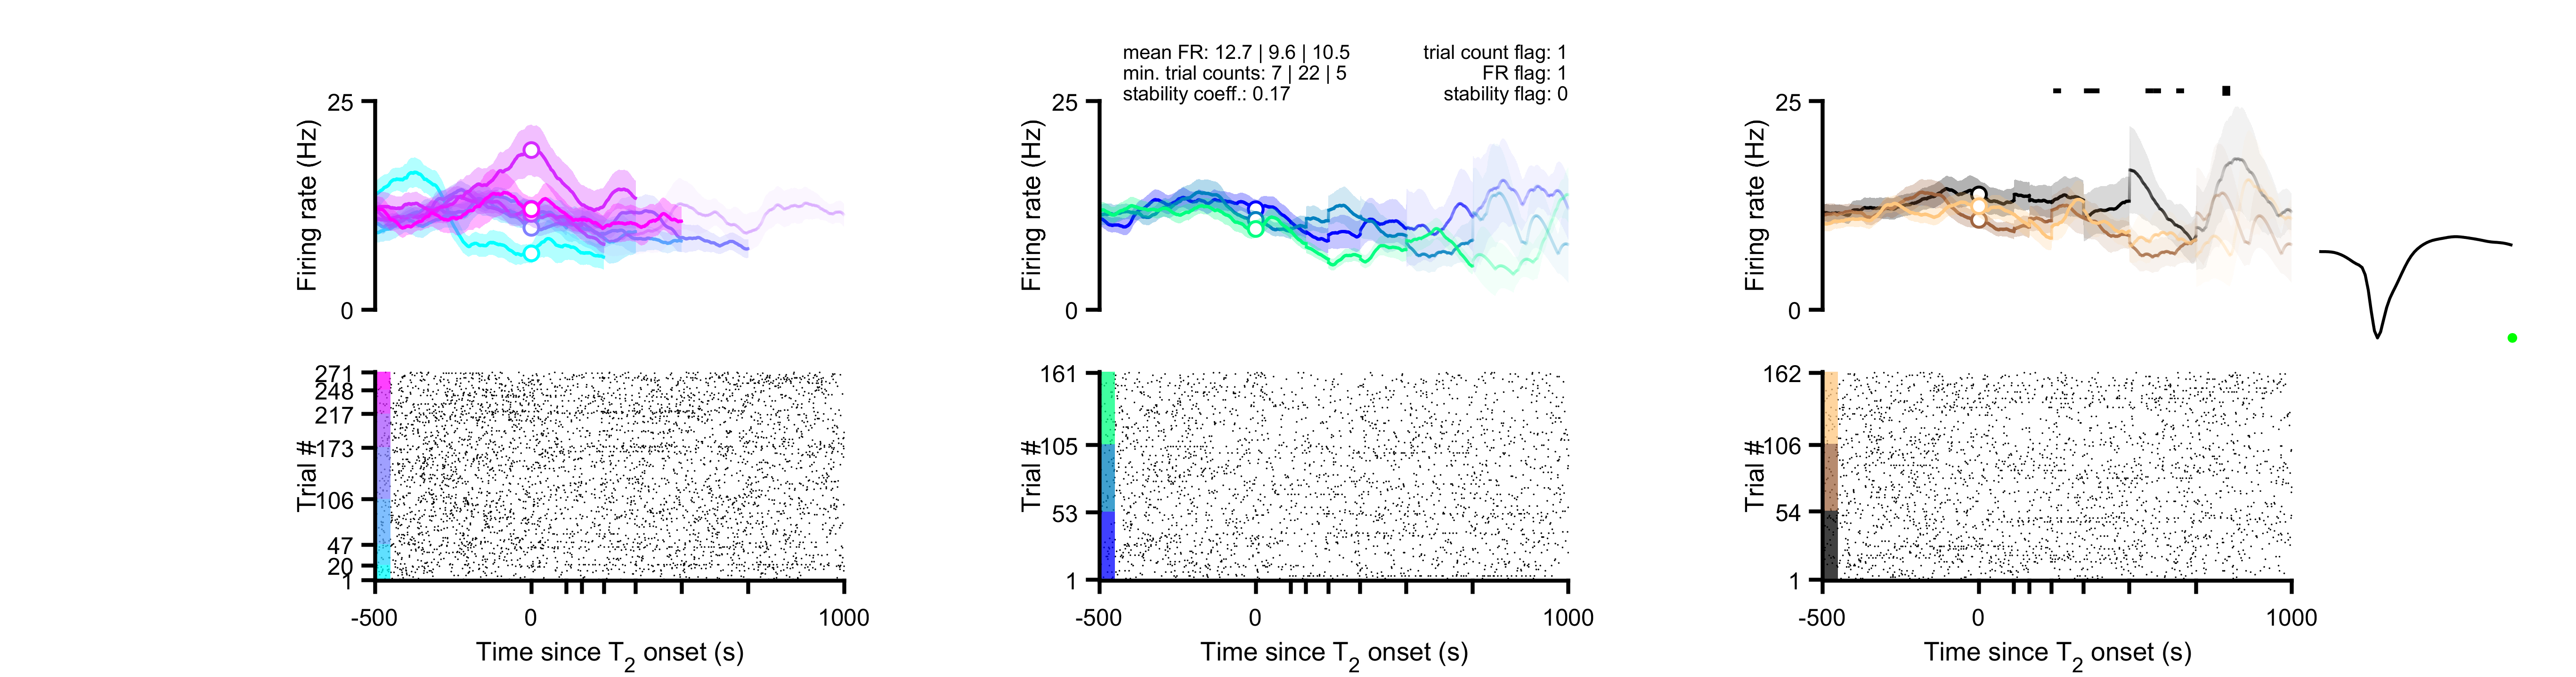 mean FR: 12.7 | 9.6 | 10.5
min. trial counts: 7 | 22 | 5
stability coeff.: 0.17
trial count flag: 1
FR flag: 1
stability flag: 0
Firing rate (Hz)
25
0
Firing rate (Hz)
25
0
Firing rate (Hz)
25
0
Trial #
271
248
217
173
106
47
20
1
-500
0
1000
Time since T2 onset (s)
Trial #
161
105
53
1
-500
0
1000
Time since T2 onset (s)
Trial #
162
106
54
1
-500
0
1000
Time since T2 onset (s)